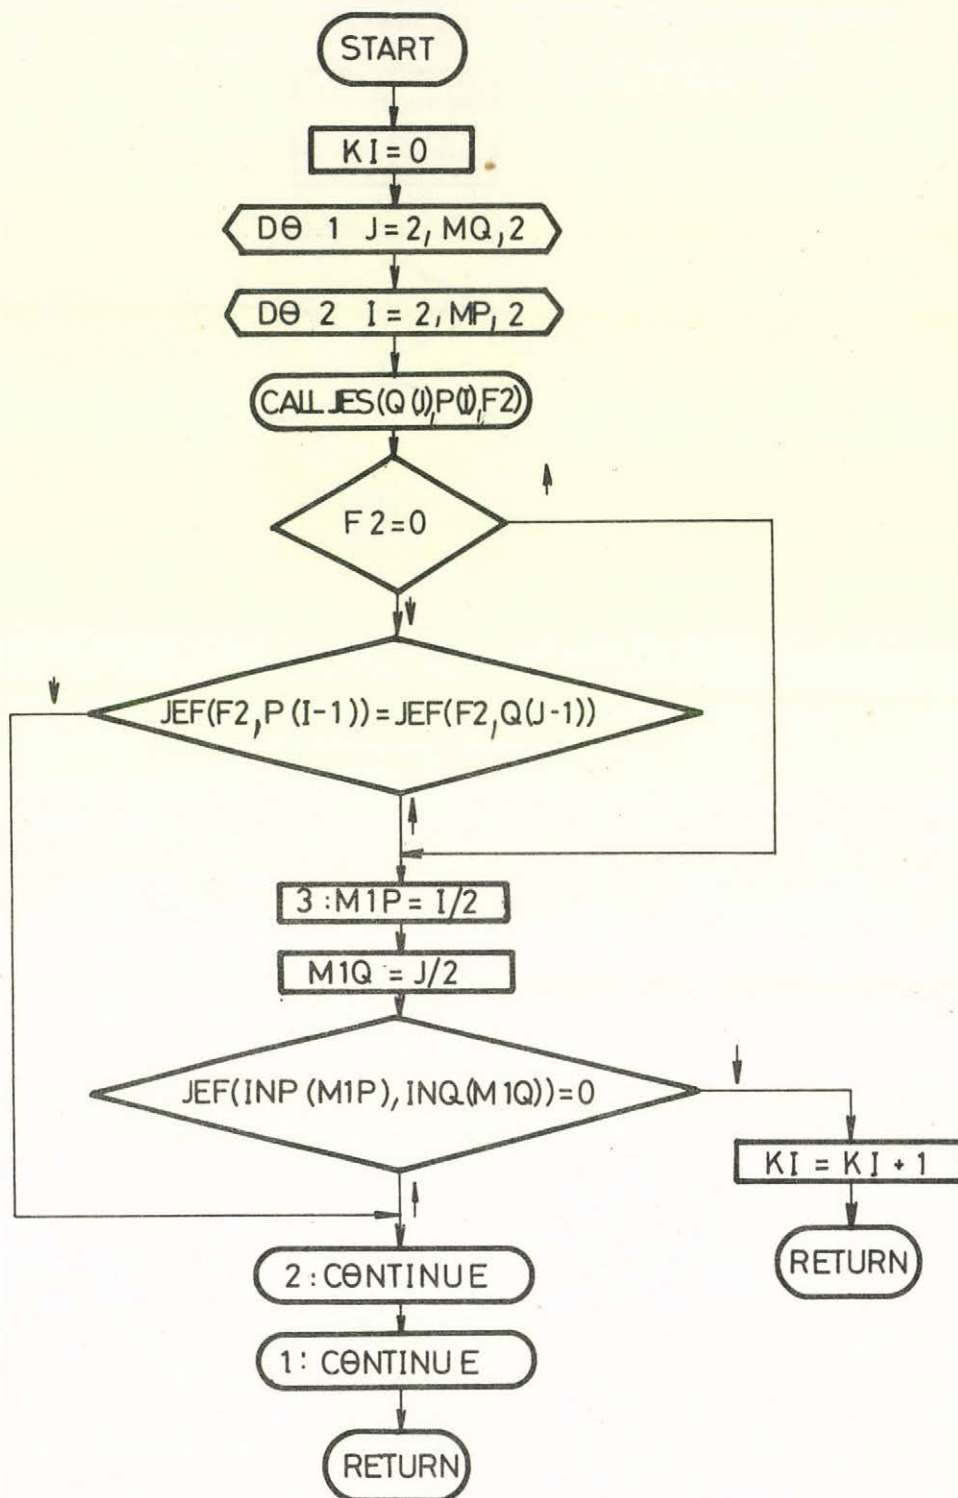 START
KI=0
DΘ 1 J=2, MQ,2
DΘ 2 I=2, MP, 2
CALL JES(Q(J),P(I),F2)
F2=0
JEF(F2,P(I-1))=JEF(F2,Q(J-1))
3:M1P=I/2
M1Q=J/2
JEF(INP(M1P),INQ(M1Q))=0
KI=KI+1
RETURN
2:CΘNTINUE
1:CΘNTINUE
RETURN